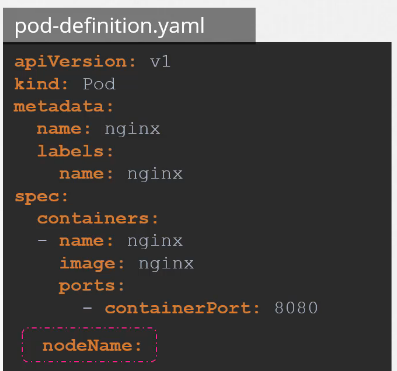 pod-definition.yaml
apiVersion: v1
kind: Pod
metadata:
  name: nginx
  labels:
    name: nginx
spec:
  containers:
  - name: nginx
    image: nginx
    ports:
      - containerPort: 8080
  nodeName: